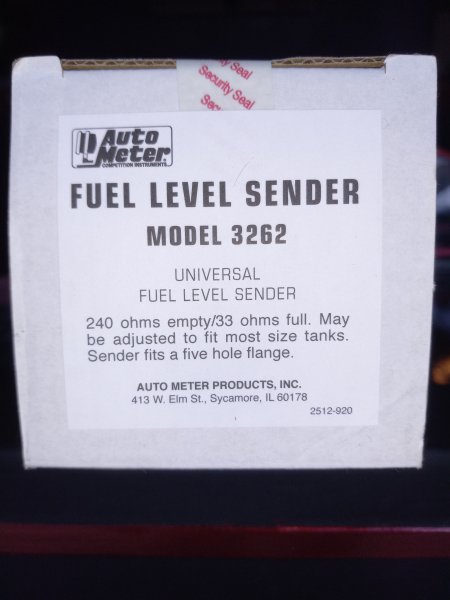 Security Seal
Security Seal
Auto
Meter
COMPETITION INSTRUMENTS
FUEL LEVEL SENDER
MODEL 3262
UNIVERSAL
FUEL LEVEL SENDER
240 ohms empty/33 ohms full. May
be adjusted to fit most size tanks.
Sender fits a five hole flange.
AUTO METER PRODUCTS, INC.
413 W. Elm St., Sycamore, IL 60178
2512-920